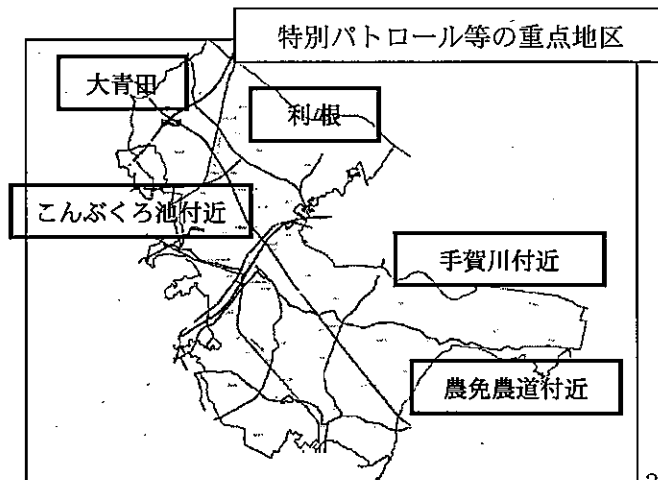 特別パトロール等の重点地区
大青田
利根
こんぶくろ池付近
手賀川付近
農免農道付近